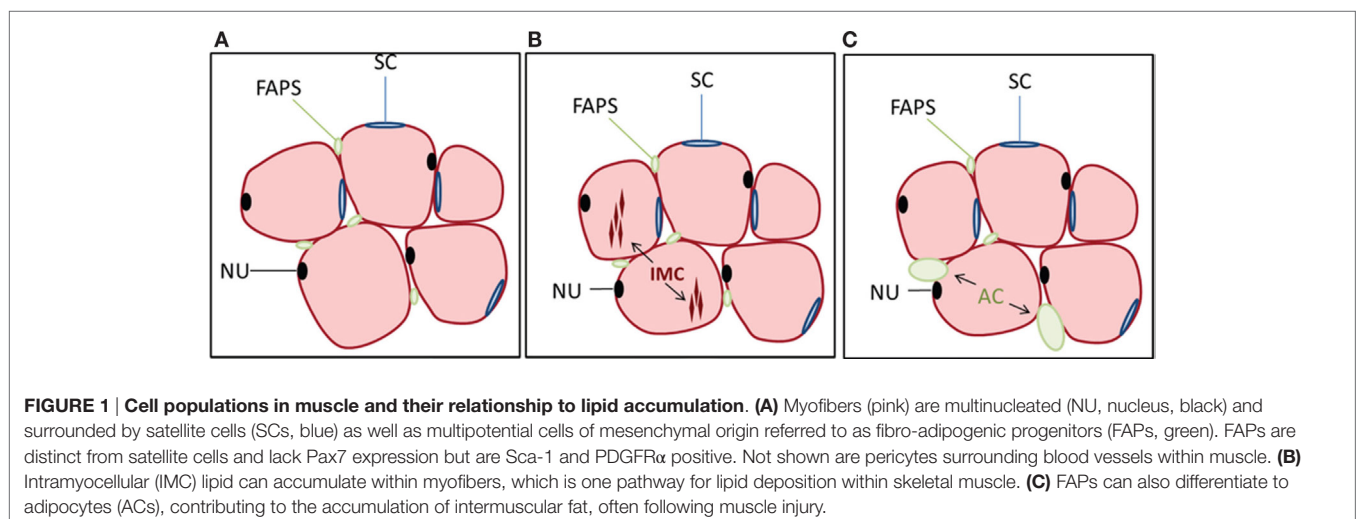 A
B
C
SC
FAPS
NU
SC
FAPS
IMC
NU
SC
FAPS
AC
NU
FIGURE 1 | Cell populations in muscle and their relationship to lipid accumulation. (A) Myofibers (pink) are multinucleated (NU, nucleus, black) and
surrounded by satellite cells (SCs, blue) as well as multipotential cells of mesenchymal origin referred to as fibro-adipogenic progenitors (FAPs, green). FAPs are
distinct from satellite cells and lack Pax7 expression but are Sca-1 and PDGFRα positive. Not shown are pericytes surrounding blood vessels within muscle. (B)
Intramyocellular (IMC) lipid can accumulate within myofibers, which is one pathway for lipid deposition within skeletal muscle. (C) FAPs can also differentiate to
adipocytes (ACs), contributing to the accumulation of intermuscular fat, often following muscle injury.